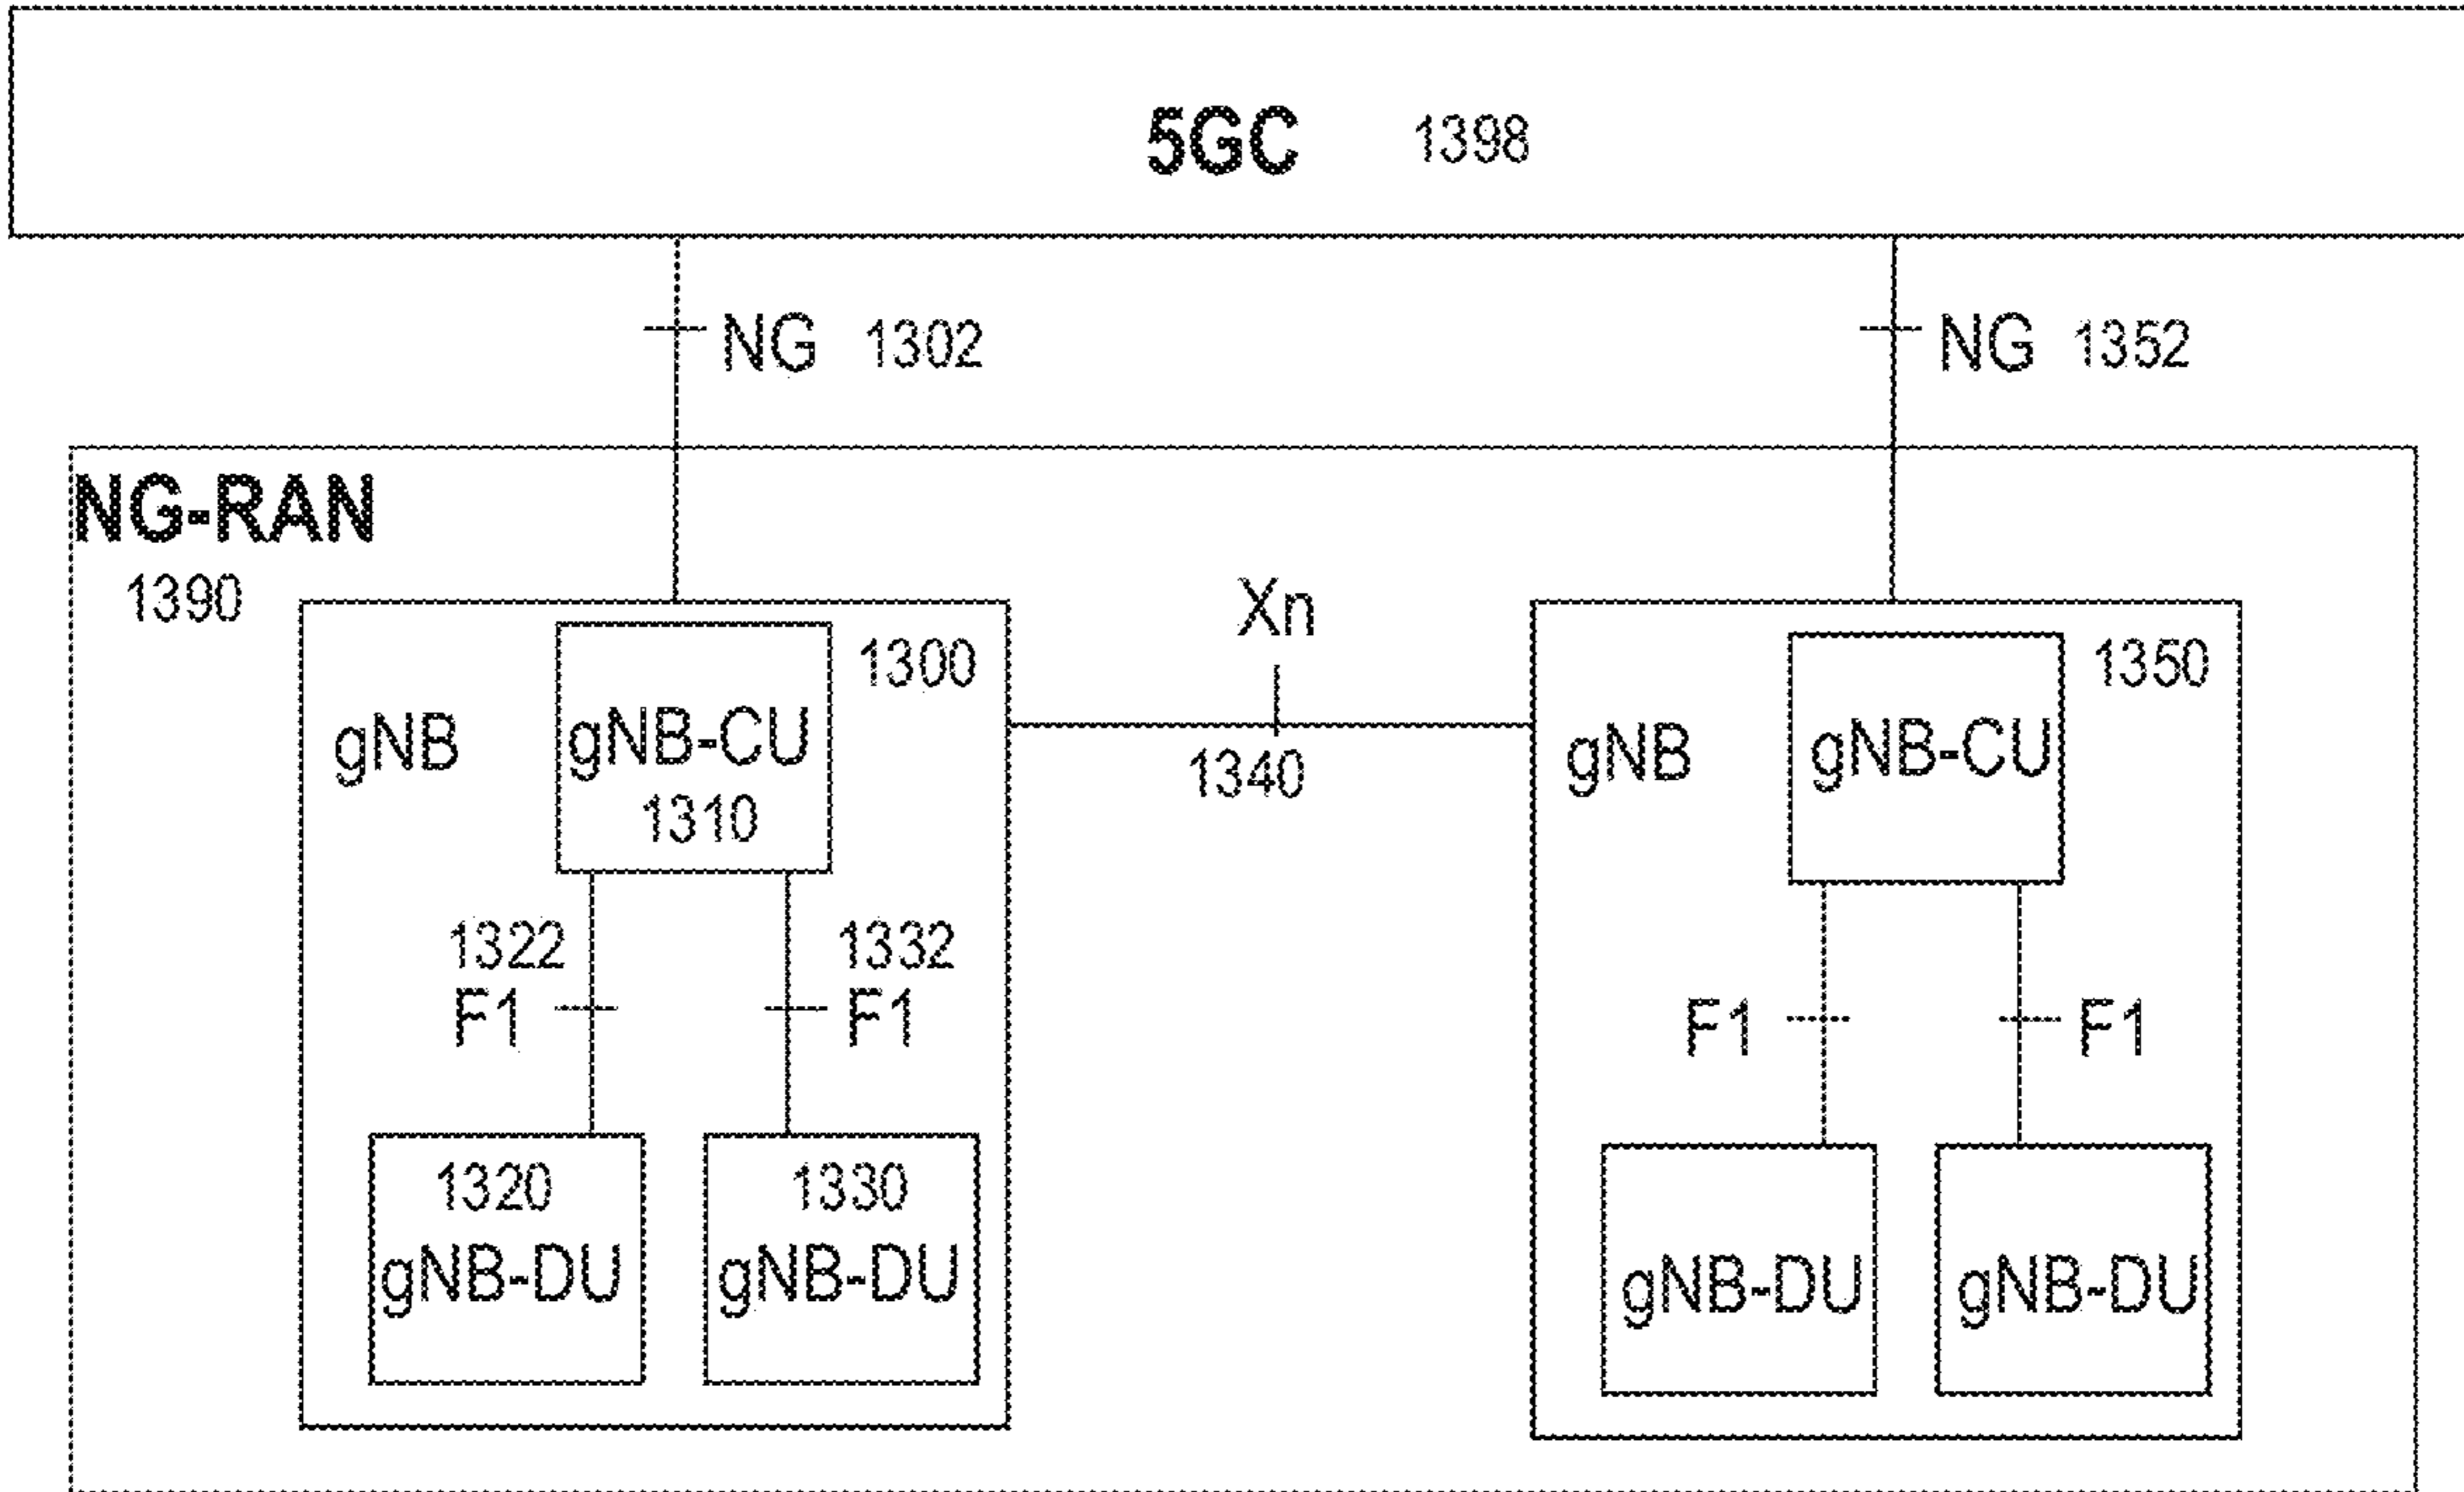 5GC 1398
NG 1302
NG 1352
NG-RAN
1390
Xn
1340
1300
gNB
gNB-CU
1310
1322
F1
1332
F1
1320
gNB-DU
1330
gNB-DU
1350
gNB
gNB-CU
F1
F1
gNB-DU
gNB-DU